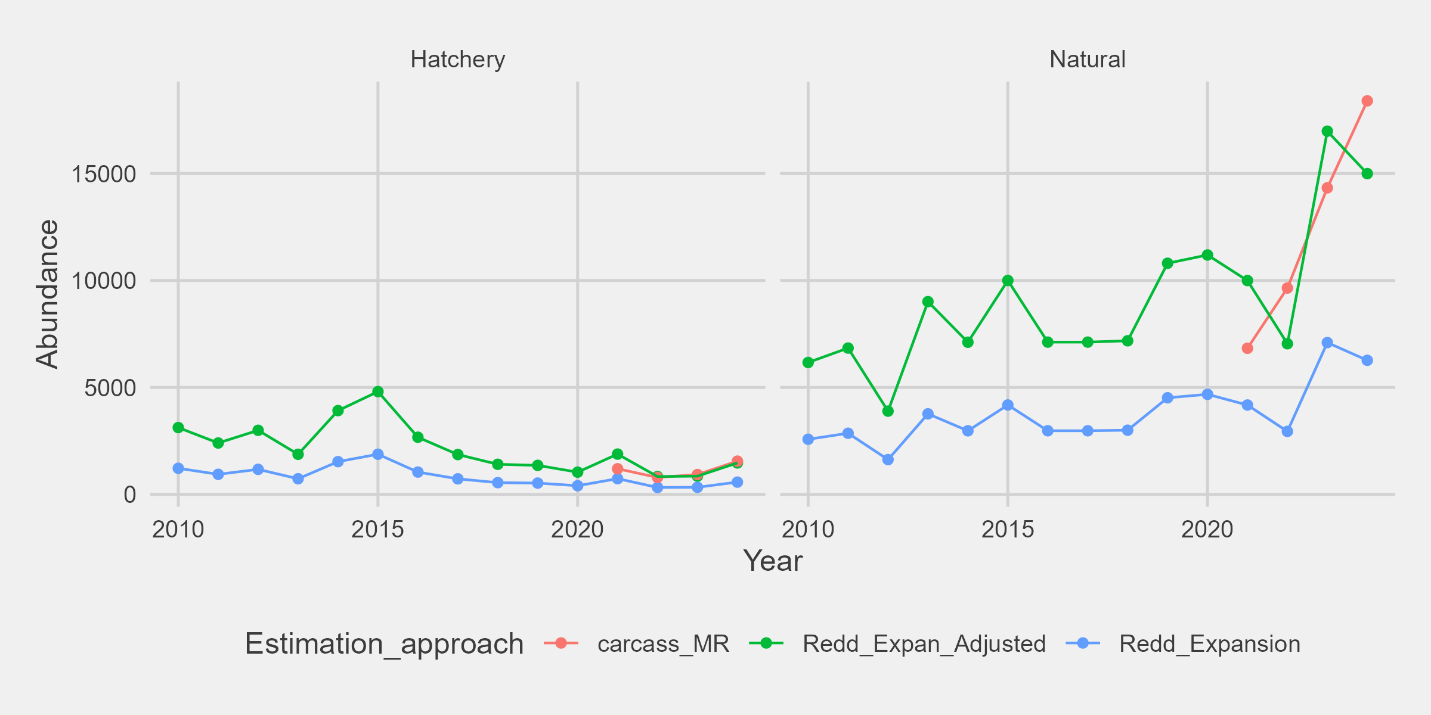 Hatchery Natural
15000
10000
5000
0
Abundance
2010 2015 2020 2010 2015 2020
Year
Estimation_approach carcass_MR Redd_Expan_Adjusted Redd_Expansion